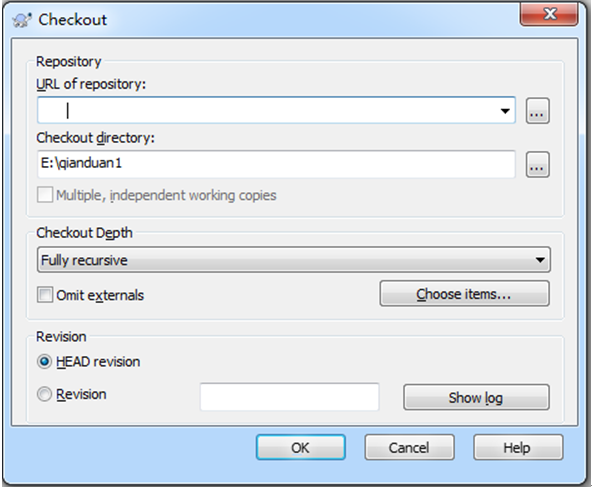 Checkout
Repository
URL of repository:
...
Checkout directory:
E:\qianduan1
...
Multiple, independent working copies
Checkout Depth
Fully recursive
Omit externals
Choose items...
Revision
HEAD revision
Revision
Show log
OK
Cancel
Help